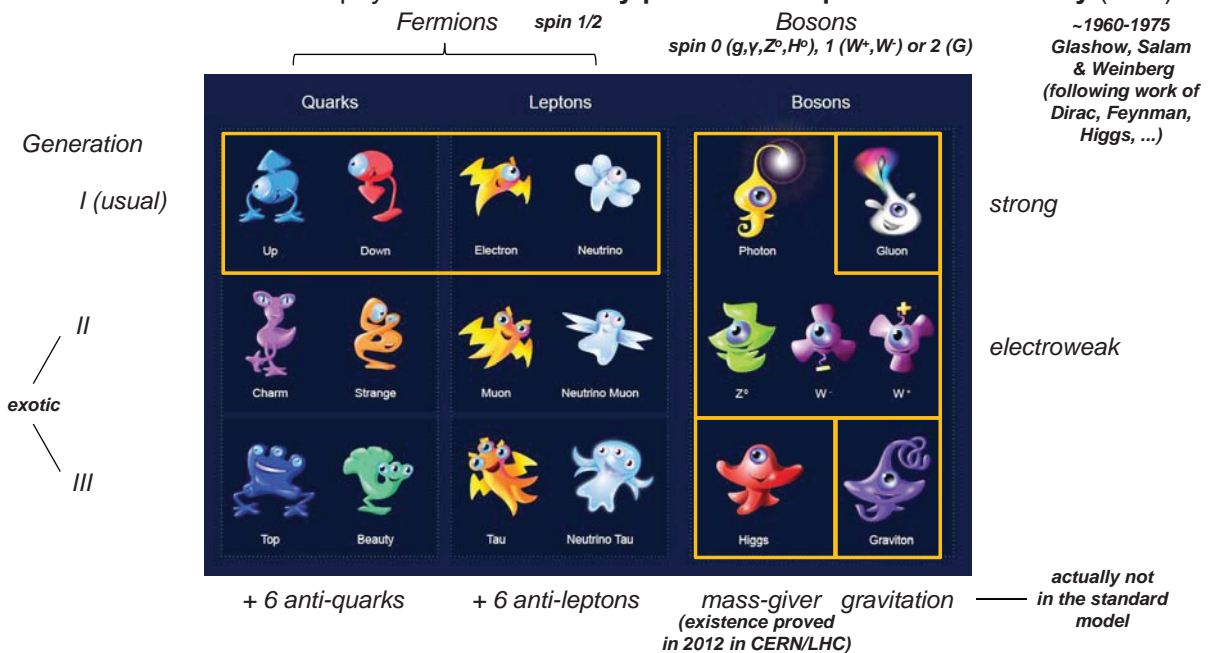 Fermions spin 1/2
Bosons
spin 0 (g,γ,Z⁰,H⁰), 1 (W⁺,W⁻) or 2 (G)
~1960-1975
Glashow, Salam
& Weinberg
(following work of
Dirac, Feynman,
Higgs, ...)
Quarks Leptons Bosons
Generation
I (usual)
Up Down Electron Neutrino Photon Gluon
strong
II
Charm Strange Muon Neutrino Muon Z⁰ W⁻ W⁺
electroweak
exotic
III
Top Beauty Tau Neutrino Tau Higgs Graviton
+ 6 anti-quarks + 6 anti-leptons mass-giver gravitation
(existence proved
in 2012 in CERN/LHC)
actually not
in the standard
model